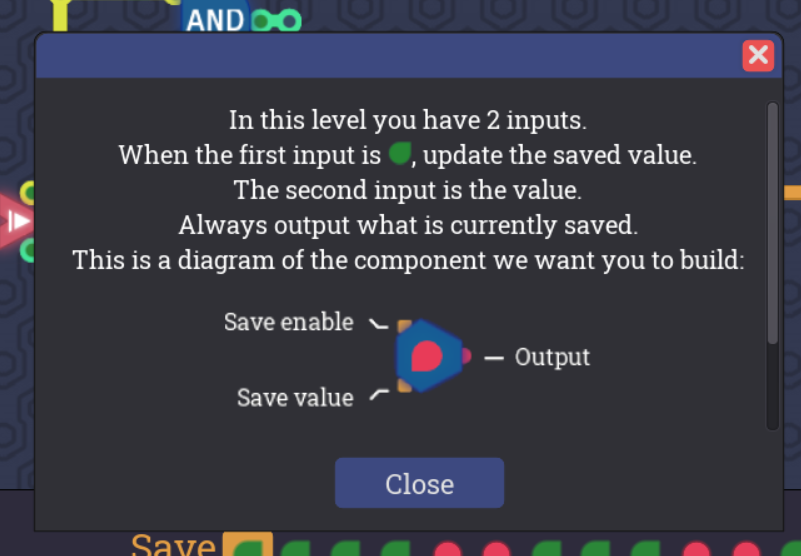 AND
In this level you have 2 inputs.
When the first input is , update the saved value.
The second input is the value.
Always output what is currently saved.
This is a diagram of the component we want you to build:
Save enable
Output
Save value
Close
Save